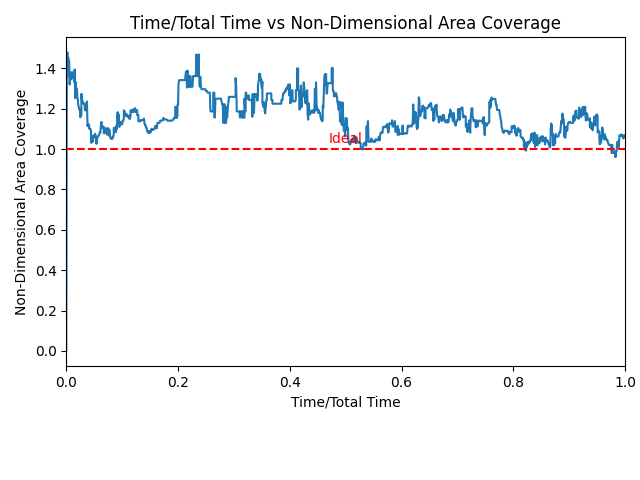 Time/Total Time vs Non-Dimensional Area Coverage
Non-Dimensional Area Coverage
1.4
1.2
1.0
0.8
0.6
0.4
0.2
0.0
Ideal
0.0 0.2 0.4 0.6 0.8 1.0
Time/Total Time